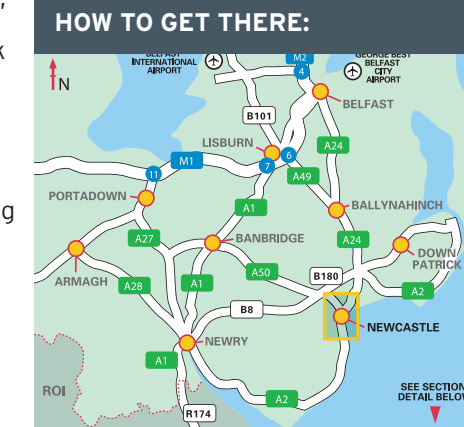 HOW TO GET THERE:
k
g
BELFAST
INTERNATIONAL
AIRPORT
M2
4
GEORGE BEST
BELFAST
CITY
AIRPORT
N
BELFAST
B101
LISBURN
A24
6
7
M1
11
A49
PORTADOWN
A1
BALLYNAHINCH
A27
BANBRIDGE
A24
DOWN
PATRICK
ARMAGH
A28
A1
A50
B180
A2
B8
NEWCASTLE
NEWRY
A1
ROI
A2
R174
SEE SECTION
DETAIL BELOW